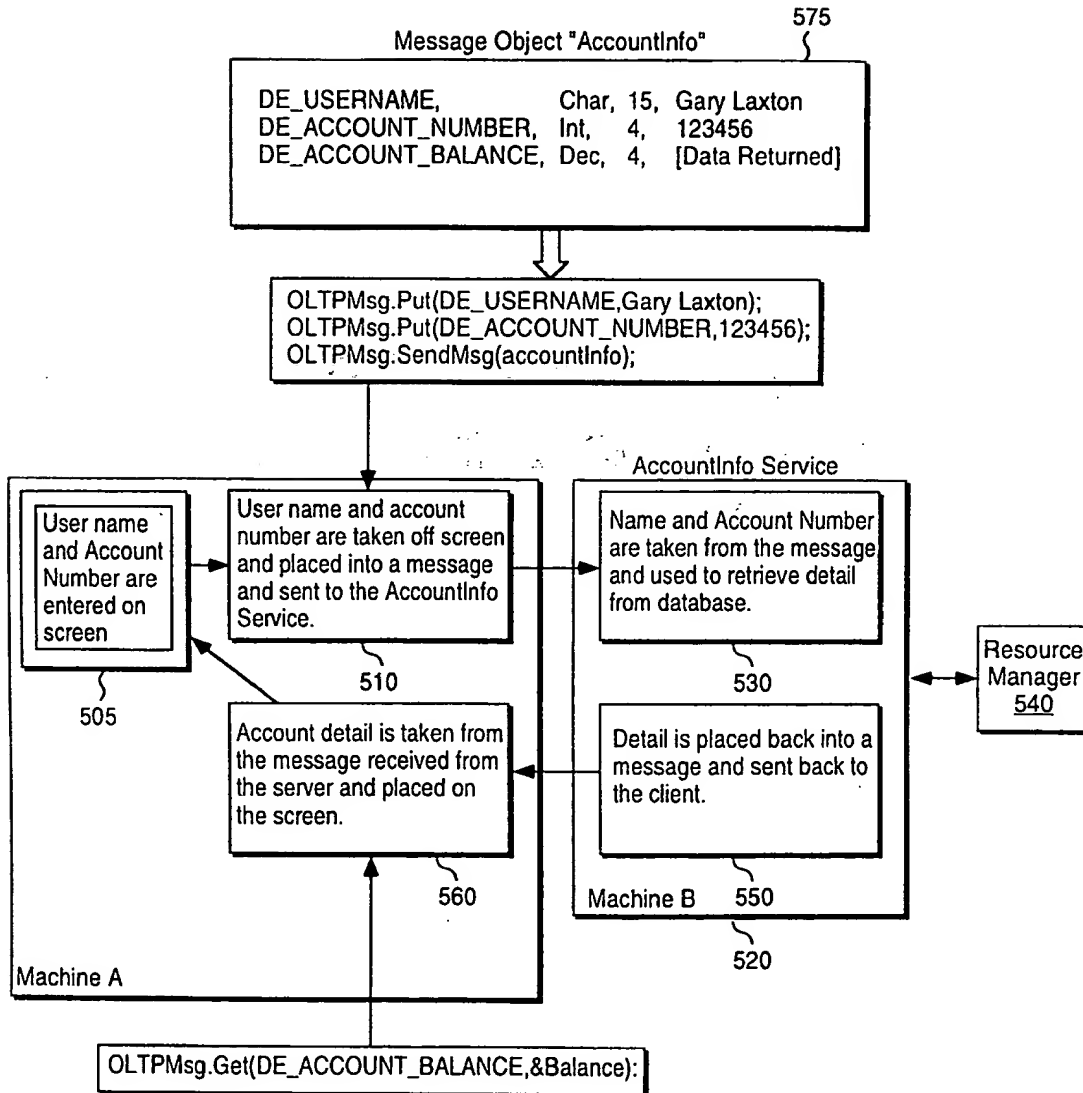 575
Message Object "AccountInfo"
DE_USERNAME, Char, 15, Gary Laxton
DE_ACCOUNT_NUMBER, Int, 4, 123456
DE_ACCOUNT_BALANCE, Dec, 4, [Data Returned]
OLTPMsg.Put(DE_USERNAME,Gary Laxton);
OLTPMsg.Put(DE_ACCOUNT_NUMBER,123456);
OLTPMsg.SendMsg(accountInfo);
AccountInfo Service
User name
and Account
Number are
entered on
screen
505
User name and account
number are taken off screen
and placed into a message
and sent to the AccountInfo
Service.
510
Name and Account Number
are taken from the message
and used to retrieve detail
from database.
530
Resource
Manager
540
Account detail is taken from
the message received from
the server and placed on
the screen.
560
Detail is placed back into a
message and sent back to
the client.
550
Machine B
520
Machine A
OLTPMsg.Get(DE_ACCOUNT_BALANCE,&Balance):